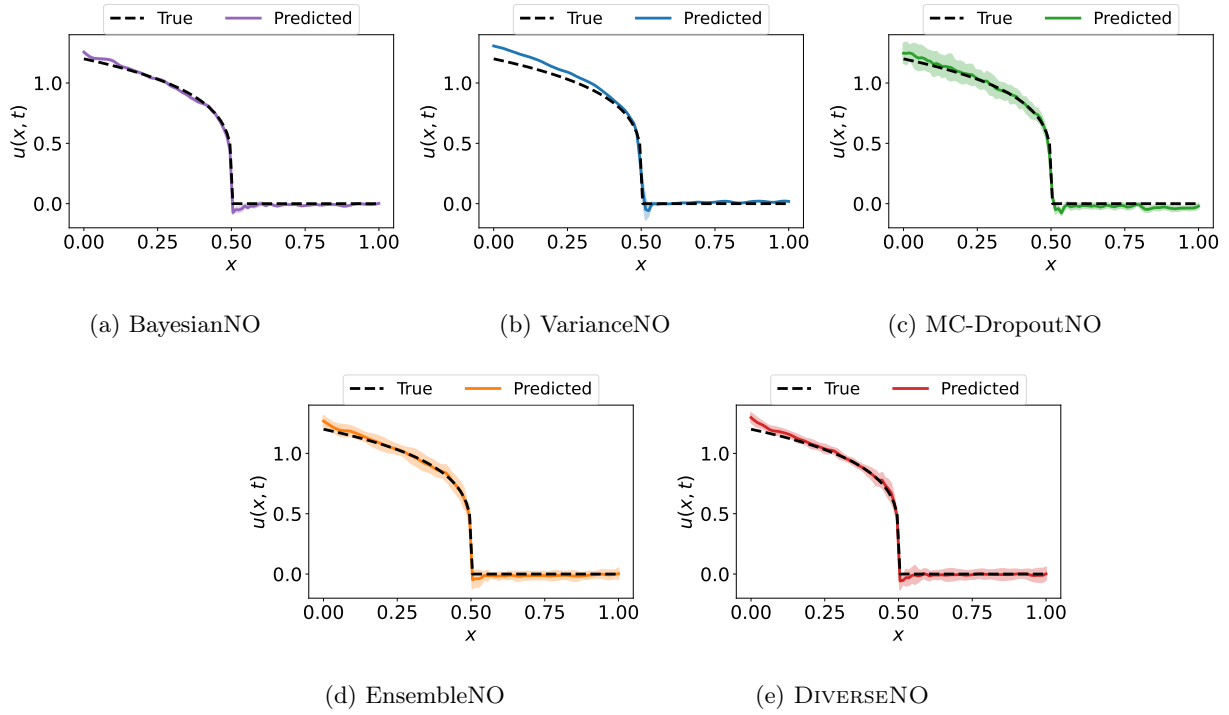 True Predicted
True Predicted
True Predicted
u(x, t)
1.0
0.5
0.0
0.00 0.25 0.50 0.75 1.00
x
u(x, t)
1.0
0.5
0.0
0.00 0.25 0.50 0.75 1.00
x
u(x, t)
1.0
0.5
0.0
0.00 0.25 0.50 0.75 1.00
x
(a) BayesianNO
(b) VarianceNO
(c) MC-DropoutNO
True Predicted
True Predicted
u(x, t)
1.0
0.5
0.0
0.00 0.25 0.50 0.75 1.00
x
u(x, t)
1.0
0.5
0.0
0.00 0.25 0.50 0.75 1.00
x
(d) EnsembleNO
(e) DIVERSENO